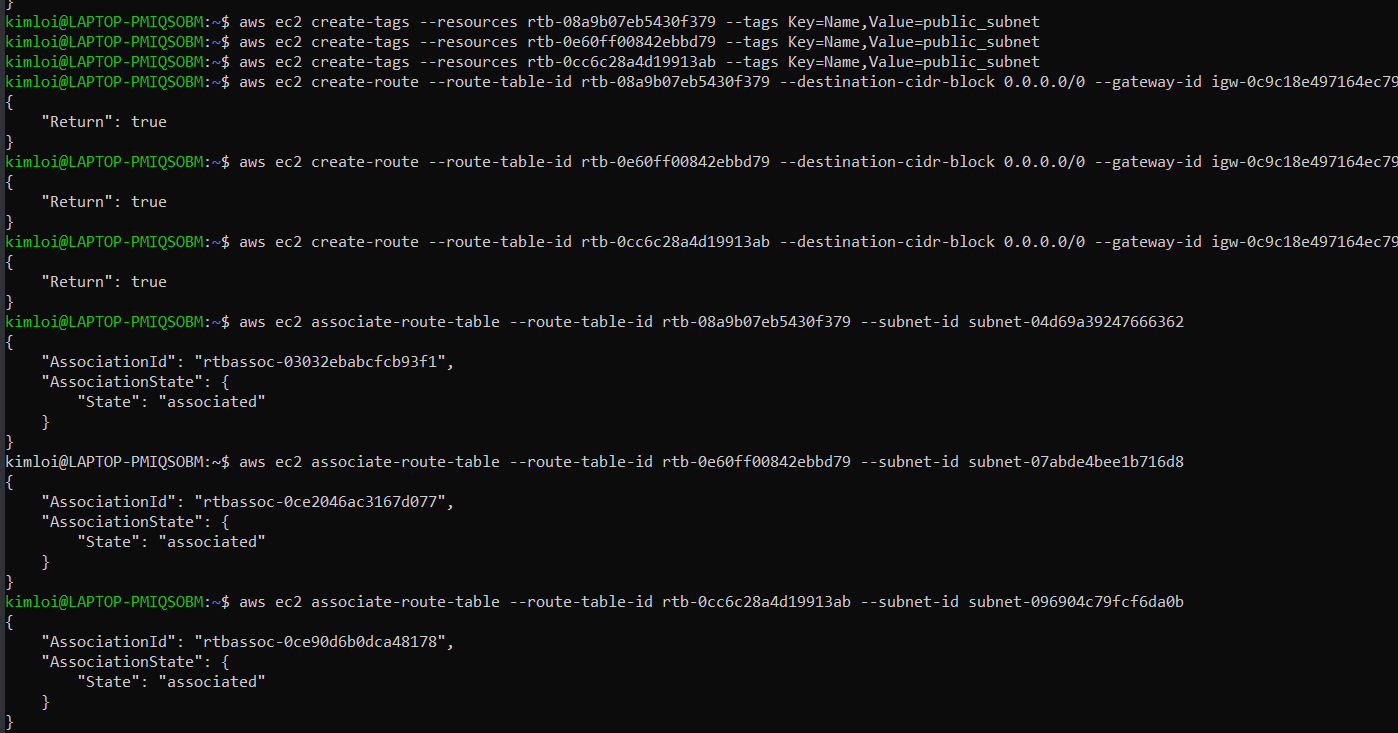 }
kimloi@LAPTOP-PMIQSOBM:~$ aws ec2 create-tags --resources rtb-08a9b07eb5430f379 --tags Key=Name,Value=public_subnet
kimloi@LAPTOP-PMIQSOBM:~$ aws ec2 create-tags --resources rtb-0e60ff00842ebbd79 --tags Key=Name,Value=public_subnet
kimloi@LAPTOP-PMIQSOBM:~$ aws ec2 create-tags --resources rtb-0cc6c28a4d19913ab --tags Key=Name,Value=public_subnet
kimloi@LAPTOP-PMIQSOBM:~$ aws ec2 create-route --route-table-id rtb-08a9b07eb5430f379 --destination-cidr-block 0.0.0.0/0 --gateway-id igw-0c9c18e497164ec79
{
    "Return": true
}
kimloi@LAPTOP-PMIQSOBM:~$ aws ec2 create-route --route-table-id rtb-0e60ff00842ebbd79 --destination-cidr-block 0.0.0.0/0 --gateway-id igw-0c9c18e497164ec79
{
    "Return": true
}
kimloi@LAPTOP-PMIQSOBM:~$ aws ec2 create-route --route-table-id rtb-0cc6c28a4d19913ab --destination-cidr-block 0.0.0.0/0 --gateway-id igw-0c9c18e497164ec79
{
    "Return": true
}
kimloi@LAPTOP-PMIQSOBM:~$ aws ec2 associate-route-table --route-table-id rtb-08a9b07eb5430f379 --subnet-id subnet-04d69a39247666362
{
    "AssociationId": "rtbassoc-03032ebabcfcb93f1",
    "AssociationState": {
        "State": "associated"
    }
}
kimloi@LAPTOP-PMIQSOBM:~$ aws ec2 associate-route-table --route-table-id rtb-0e60ff00842ebbd79 --subnet-id subnet-07abde4bee1b716d8
{
    "AssociationId": "rtbassoc-0ce2046ac3167d077",
    "AssociationState": {
        "State": "associated"
    }
}
kimloi@LAPTOP-PMIQSOBM:~$ aws ec2 associate-route-table --route-table-id rtb-0cc6c28a4d19913ab --subnet-id subnet-096904c79fcf6da0b
{
    "AssociationId": "rtbassoc-0ce90d6b0dca48178",
    "AssociationState": {
        "State": "associated"
    }
}